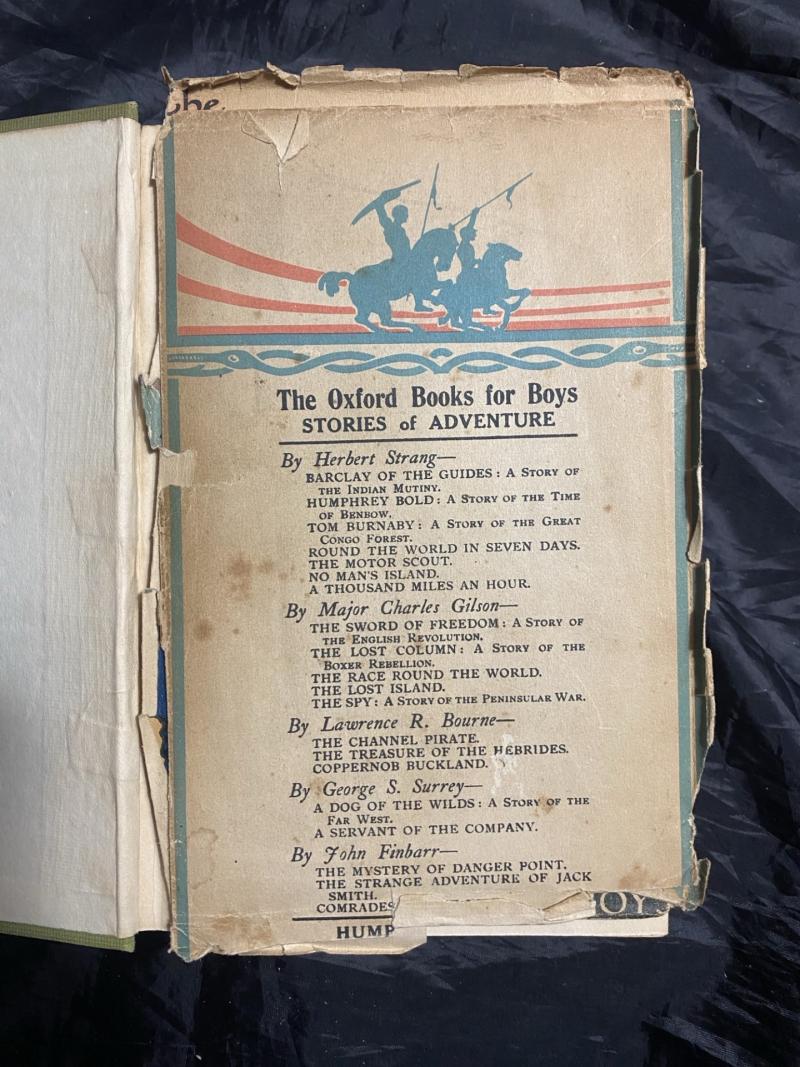 The
The Oxford Books for Boys
STORIES of ADVENTURE
By Herbert Strang—
BARCLAY OF THE GUIDES: A STORY OF
THE INDIAN MUTINY.
HUMPHREY BOLD: A STORY OF THE TIME
OF BENBOW.
TOM BURNABY: A STORY OF THE GREAT
CONGO FOREST.
ROUND THE WORLD IN SEVEN DAYS.
THE MOTOR SCOUT.
NO MAN'S ISLAND.
A THOUSAND MILES AN HOUR.
By Major Charles Gilson—
THE SWORD OF FREEDOM: A STORY OF
THE ENGLISH REVOLUTION.
THE LOST COLUMN: A STORY OF THE
BOXER REBELLION.
THE RACE ROUND THE WORLD.
THE LOST ISLAND.
THE SPY: A STORY OF THE PENINSULAR WAR.
By Lawrence R. Bourne—
THE CHANNEL PIRATE.
THE TREASURE OF THE HEBRIDES.
COPPERNOB BUCKLAND.
By George S. Surrey—
A DOG OF THE WILDS: A STORY OF THE
FAR WEST.
A SERVANT OF THE COMPANY.
By John Finbarr—
THE MYSTERY OF DANGER POINT.
THE STRANGE ADVENTURE OF JACK
SMITH.
COMRADES
OY
HUMP